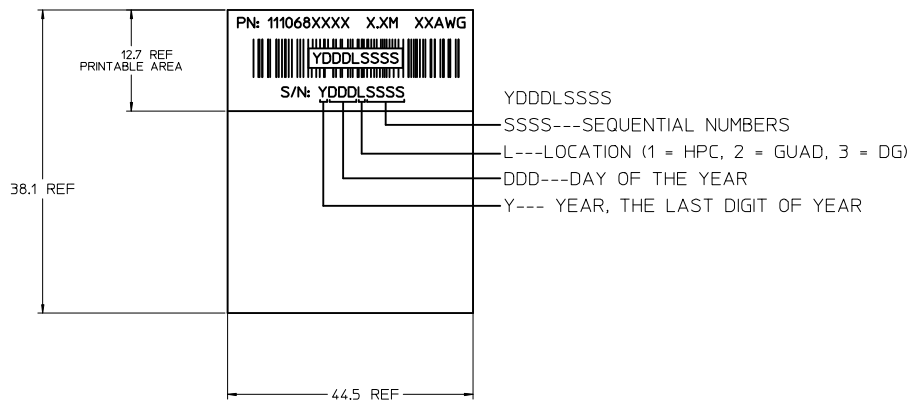 PN: 111068XXXX X.XM XXAWG
YDDDLSSSS
S/N: YDDDLSSSS
12.7 REF
PRINTABLE AREA
38.1 REF
44.5 REF
YDDDLSSSS
SSSS---SEQUENTIAL NUMBERS
L---LOCATION (1 = HPC, 2 = GUAD, 3 = DG)
DDD---DAY OF THE YEAR
Y--- YEAR, THE LAST DIGIT OF YEAR